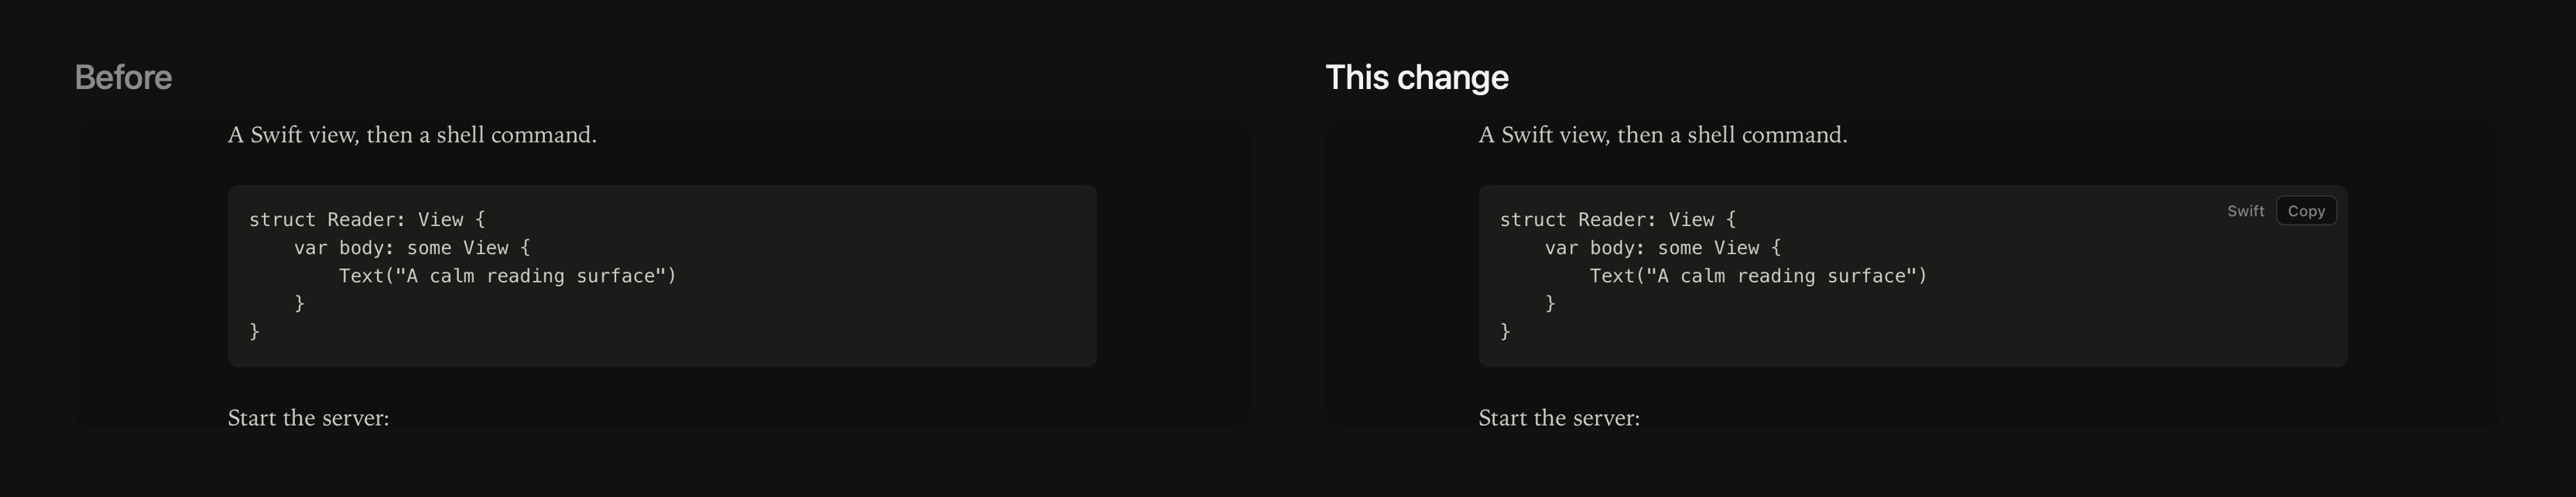 Before
A Swift view, then a shell command.
struct Reader: View {
    var body: some View {
        Text("A calm reading surface")
    }
}
Start the server:
This change
A Swift view, then a shell command.
Swift Copy
struct Reader: View {
    var body: some View {
        Text("A calm reading surface")
    }
}
Start the server: